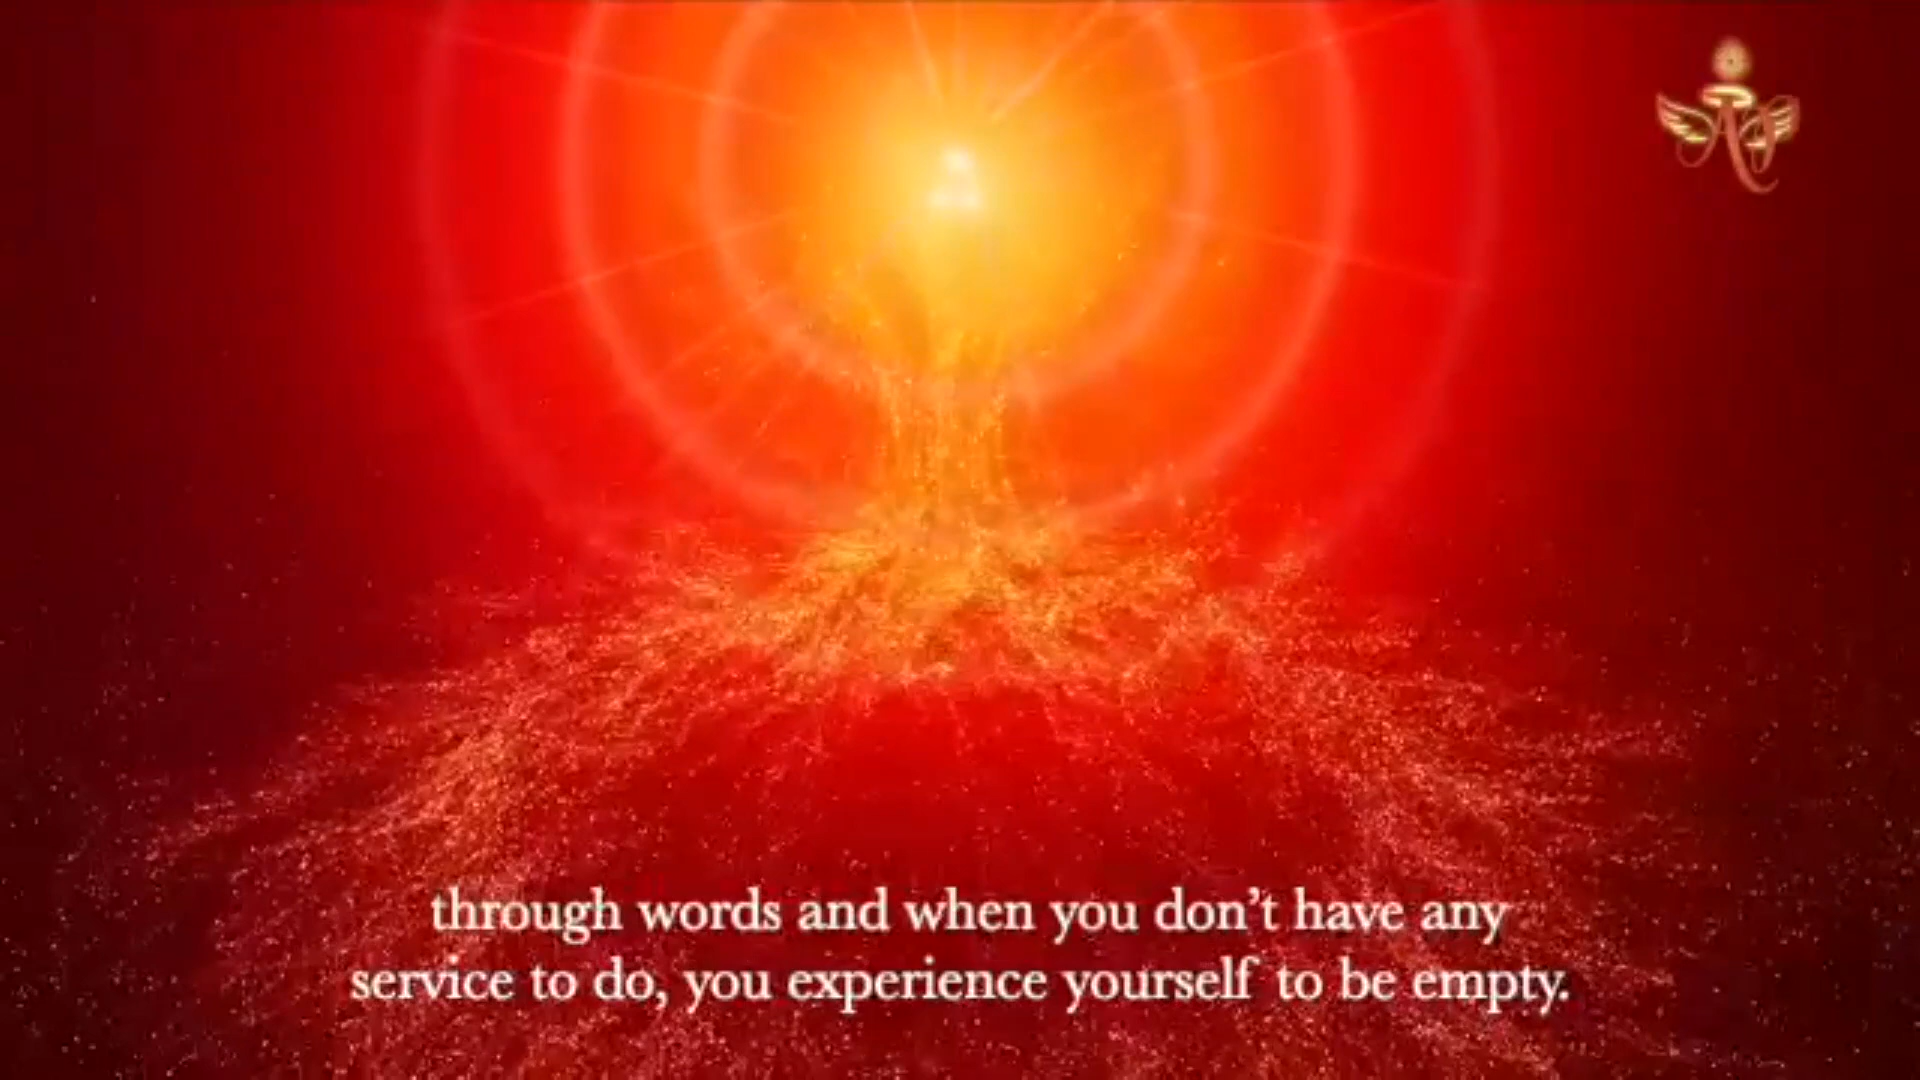 through words and when you don’t have any
service to do, you experience yourself to be empty.